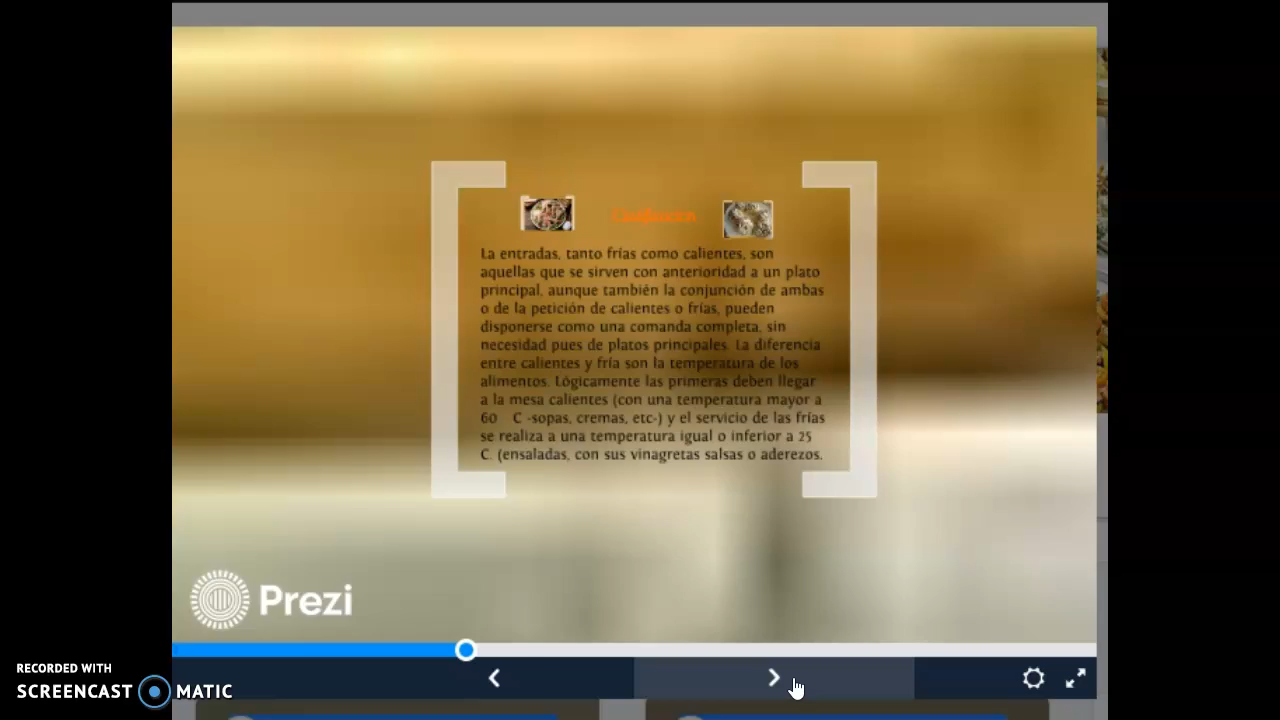 La entradas, tanto frías como calientes, son
aquellas que se sirven con anterioridad a un plato
principal, aunque también la conjunción de ambas
o de la petición de calientes o frías, pueden
disponerse como una comanda completa, sin
necesidad pues de platos principales. La diferencia
entre calientes y fría son la temperatura de los
alimentos. Lógicamente las primeras deben llegar
a la mesa calientes (con una temperatura mayor a
60 C -sopas, cremas, etc-) y el servicio de las frías
se realiza a una temperatura igual o inferior a 25
C. (ensaladas, con sus vinagretas salsas o aderezos.
Prezi
RECORDED WITH
SCREENCAST MATIC